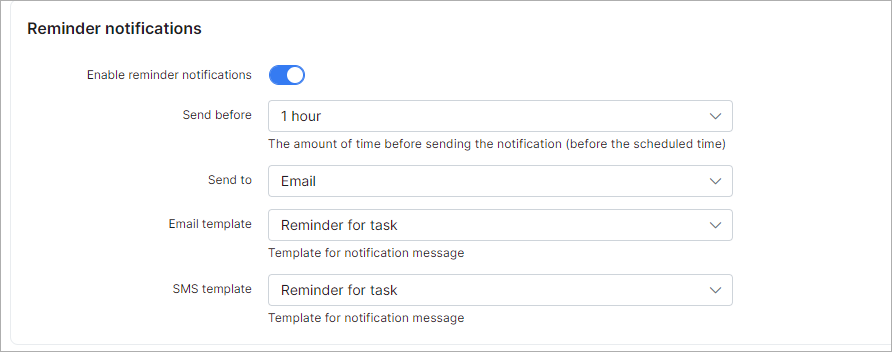 Reminder notifications
Enable reminder notifications
Send before 1 hour
The amount of time before sending the notification (before the scheduled time)
Send to Email
Email template Reminder for task
Template for notification message
SMS template Reminder for task
Template for notification message